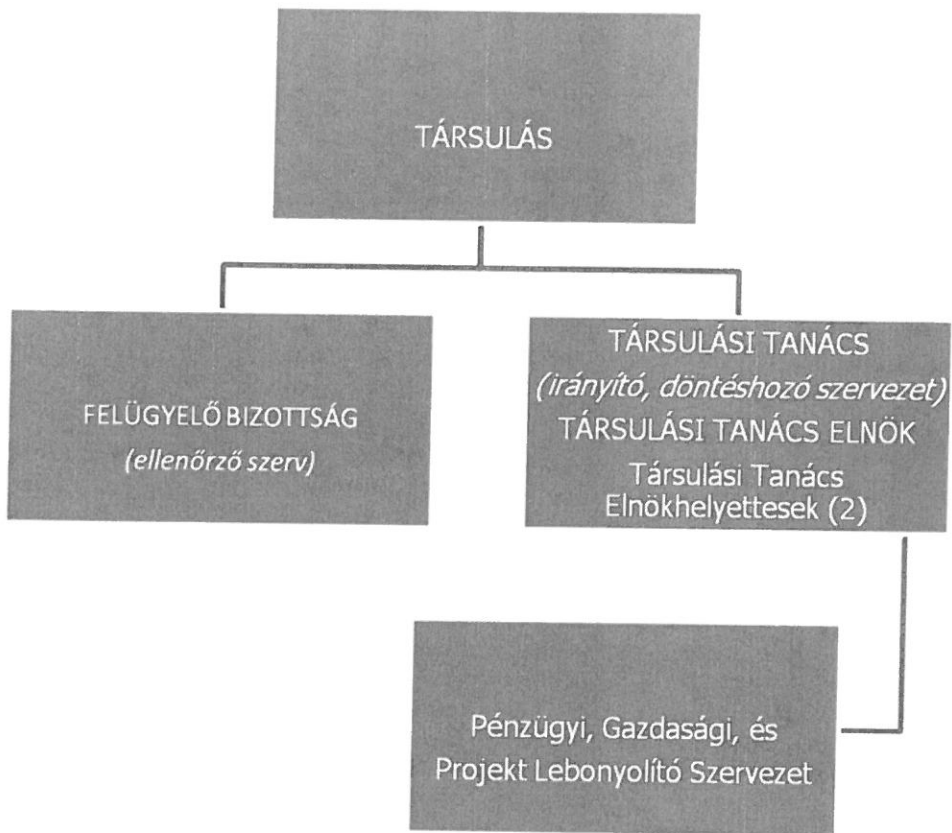 TÁRSULÁS
FELÜGYELŐ BIZOTTSÁG
(ellenőrző szerv)
TÁRSULÁSI TANÁCS
(irányító, döntéshozó szervezet)
TÁRSULÁSI TANÁCS ELNÖK
Társulási Tanács
Elnökhelyettesek (2)
Pénzügyi, Gazdasági, és
Projekt Lebonyolító Szervezet